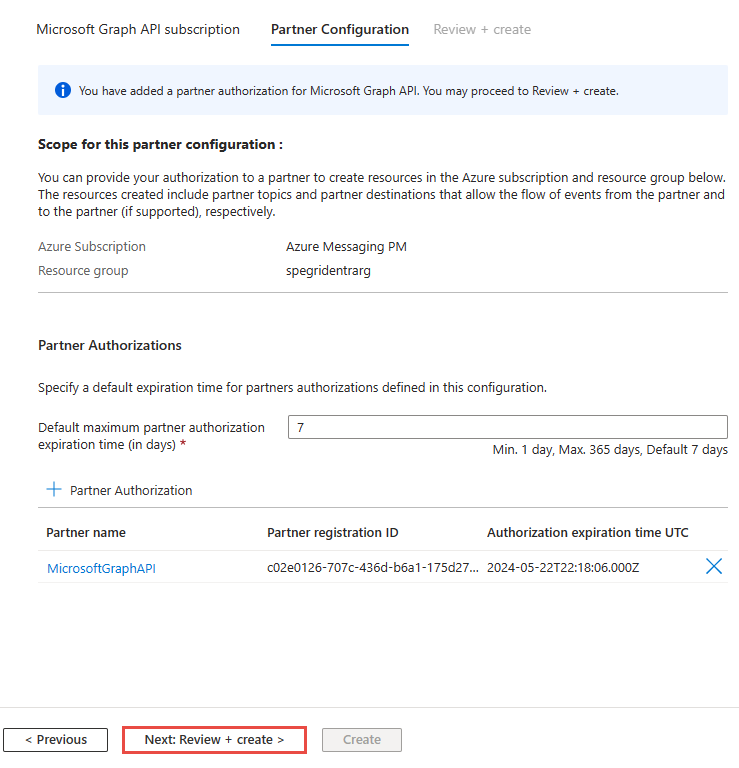 Microsoft Graph API subscription
Partner Configuration
Review + create
You have added a partner authorization for Microsoft Graph API. You may proceed to Review + create.
Scope for this partner configuration :
You can provide your authorization to a partner to create resources in the Azure subscription and resource group below.
The resources created include partner topics and partner destinations that allow the flow of events from the partner and
to the partner (if supported), respectively.
Azure Subscription
Azure Messaging PM
Resource group
spegridentrarg
Partner Authorizations
Specify a default expiration time for partners authorizations defined in this configuration.
Default maximum partner authorization
expiration time (in days) *
7
Min. 1 day, Max. 365 days, Default 7 days
+ Partner Authorization
Partner name
Partner registration ID
Authorization expiration time UTC
MicrosoftGraphAPI
c02e0126-707c-436d-b6a1-175d27...
2024-05-22T22:18:06.000Z
< Previous
Next: Review + create >
Create